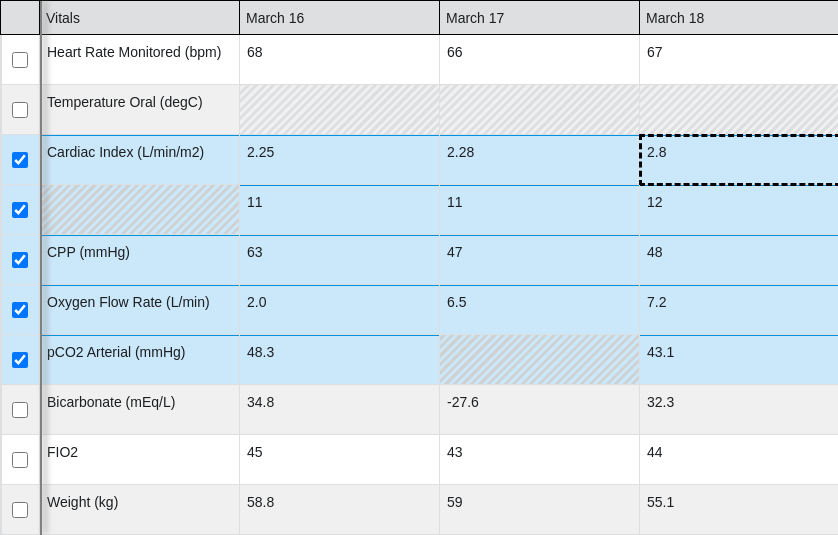 Vitals March 16 March 17 March 18
Heart Rate Monitored (bpm) 68 66 67
Temperature Oral (degC)
Cardiac Index (L/min/m2) 2.25 2.28 2.8
11 11 12
CPP (mmHg) 63 47 48
Oxygen Flow Rate (L/min) 2.0 6.5 7.2
pCO2 Arterial (mmHg) 48.3 43.1
Bicarbonate (mEq/L) 34.8 -27.6 32.3
FIO2 45 43 44
Weight (kg) 58.8 59 55.1